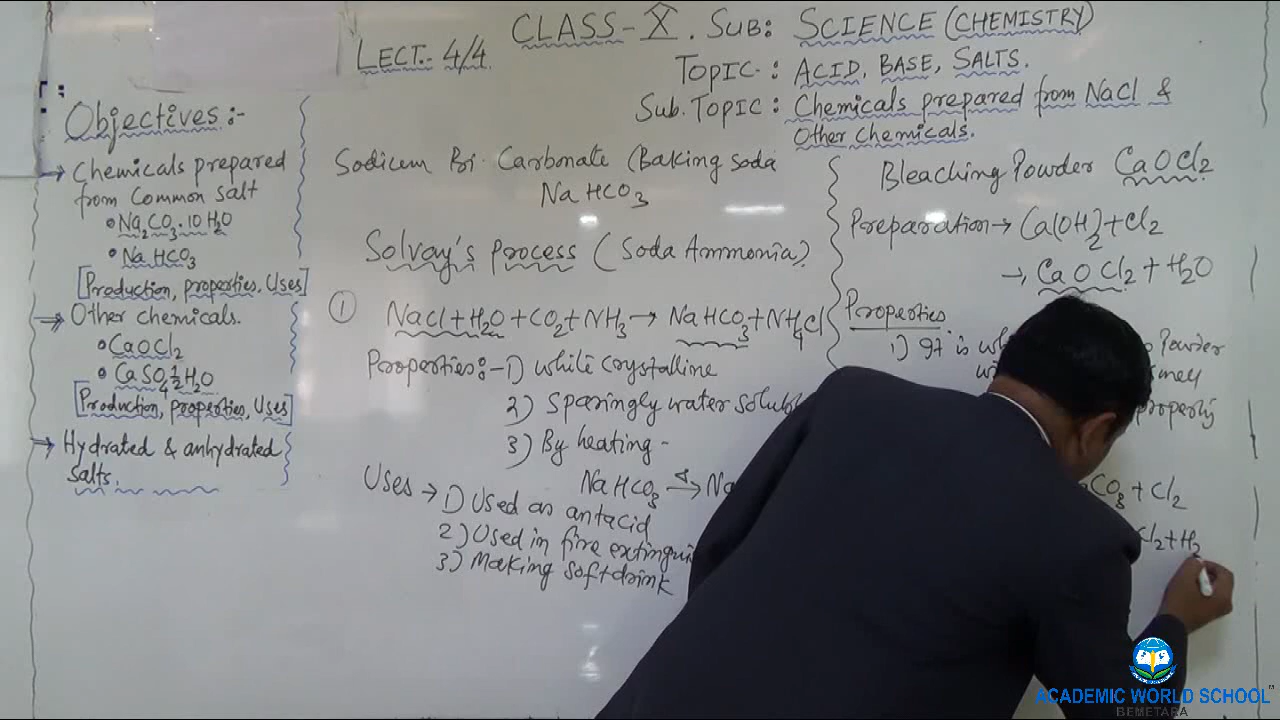 LECT:- 4/4
CLASS-X. SUB: SCIENCE (CHEMISTRY)
TOPIC: ACID, BASE, SALTS.
SUB.TOPIC: Chemicals prepared from NaCl &
Other chemicals.
Objectives:-
→ Chemicals prepared
from Common salt
• Na2CO3.10H2O
• NaHCO3
[Production, properties, Uses]
⇒ Other chemicals.
• CaOCl2
• CaSO4 1/2 H2O
[Production, properties, Uses]
→ Hydrated & anhydrated
Salts.
Sodium Bi Carbonate (Baking Soda
NaHCO3
Solvay's process (Soda Ammonia)
① NaCl+H2O+CO2+NH3→NaHCO3+NH4Cl
Properties:- 1) while crystalline
2) Sparingly water solub
3) By heating -
NaHCO3 →Δ Na
Uses → 1) Used as antacid
2) Used in fire extingui
3) Making soft drink
Bleaching Powder CaOCl2
Preparation → Ca(OH)2 + Cl2
→ CaOCl2 + H2O
Properties
1) It is wh Powder
mell
property
CO3 + Cl2
Cl2 + H2
ACADEMIC WORLD SCHOOL™
BEMETARA